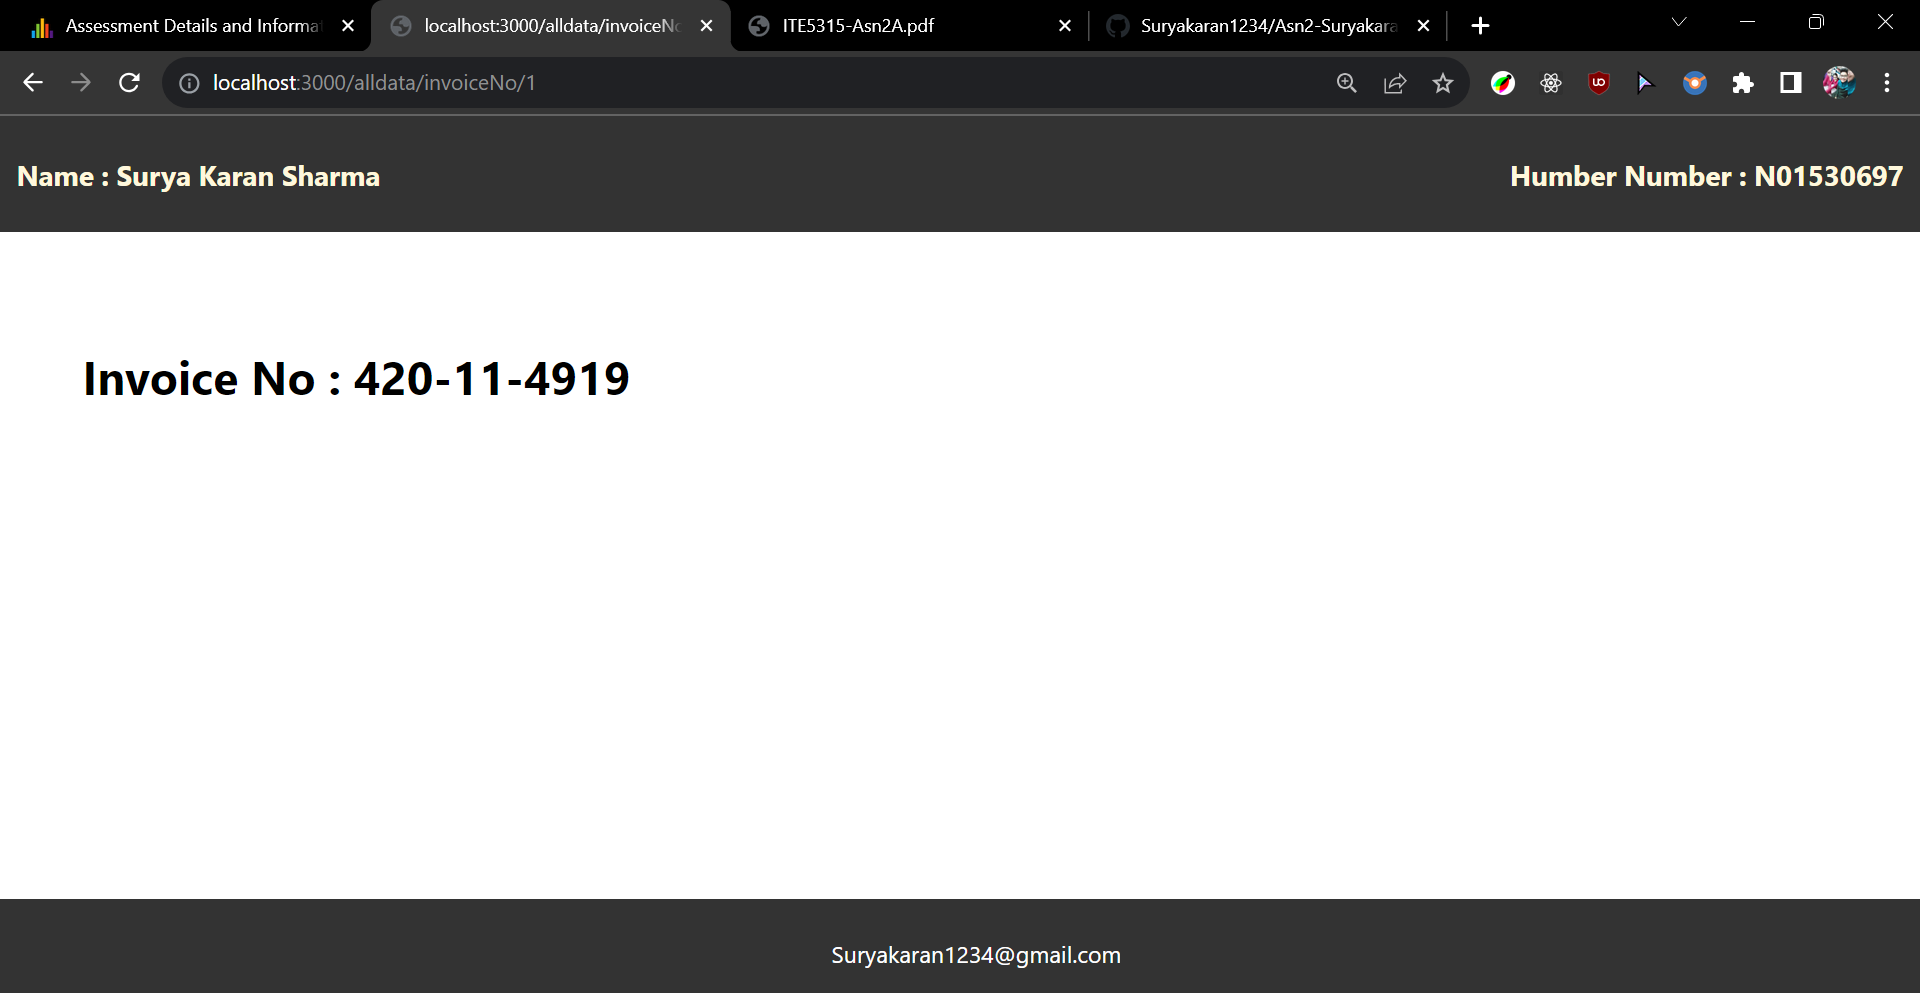 Assessment Details and Informa
localhost:3000/alldata/invoiceNo
ITE5315-Asn2A.pdf
Suryakaran1234/Asn2-Suryakara
localhost:3000/alldata/invoiceNo/1
Name : Surya Karan Sharma
Humber Number : N01530697
Invoice No : 420-11-4919
Suryakaran1234@gmail.com